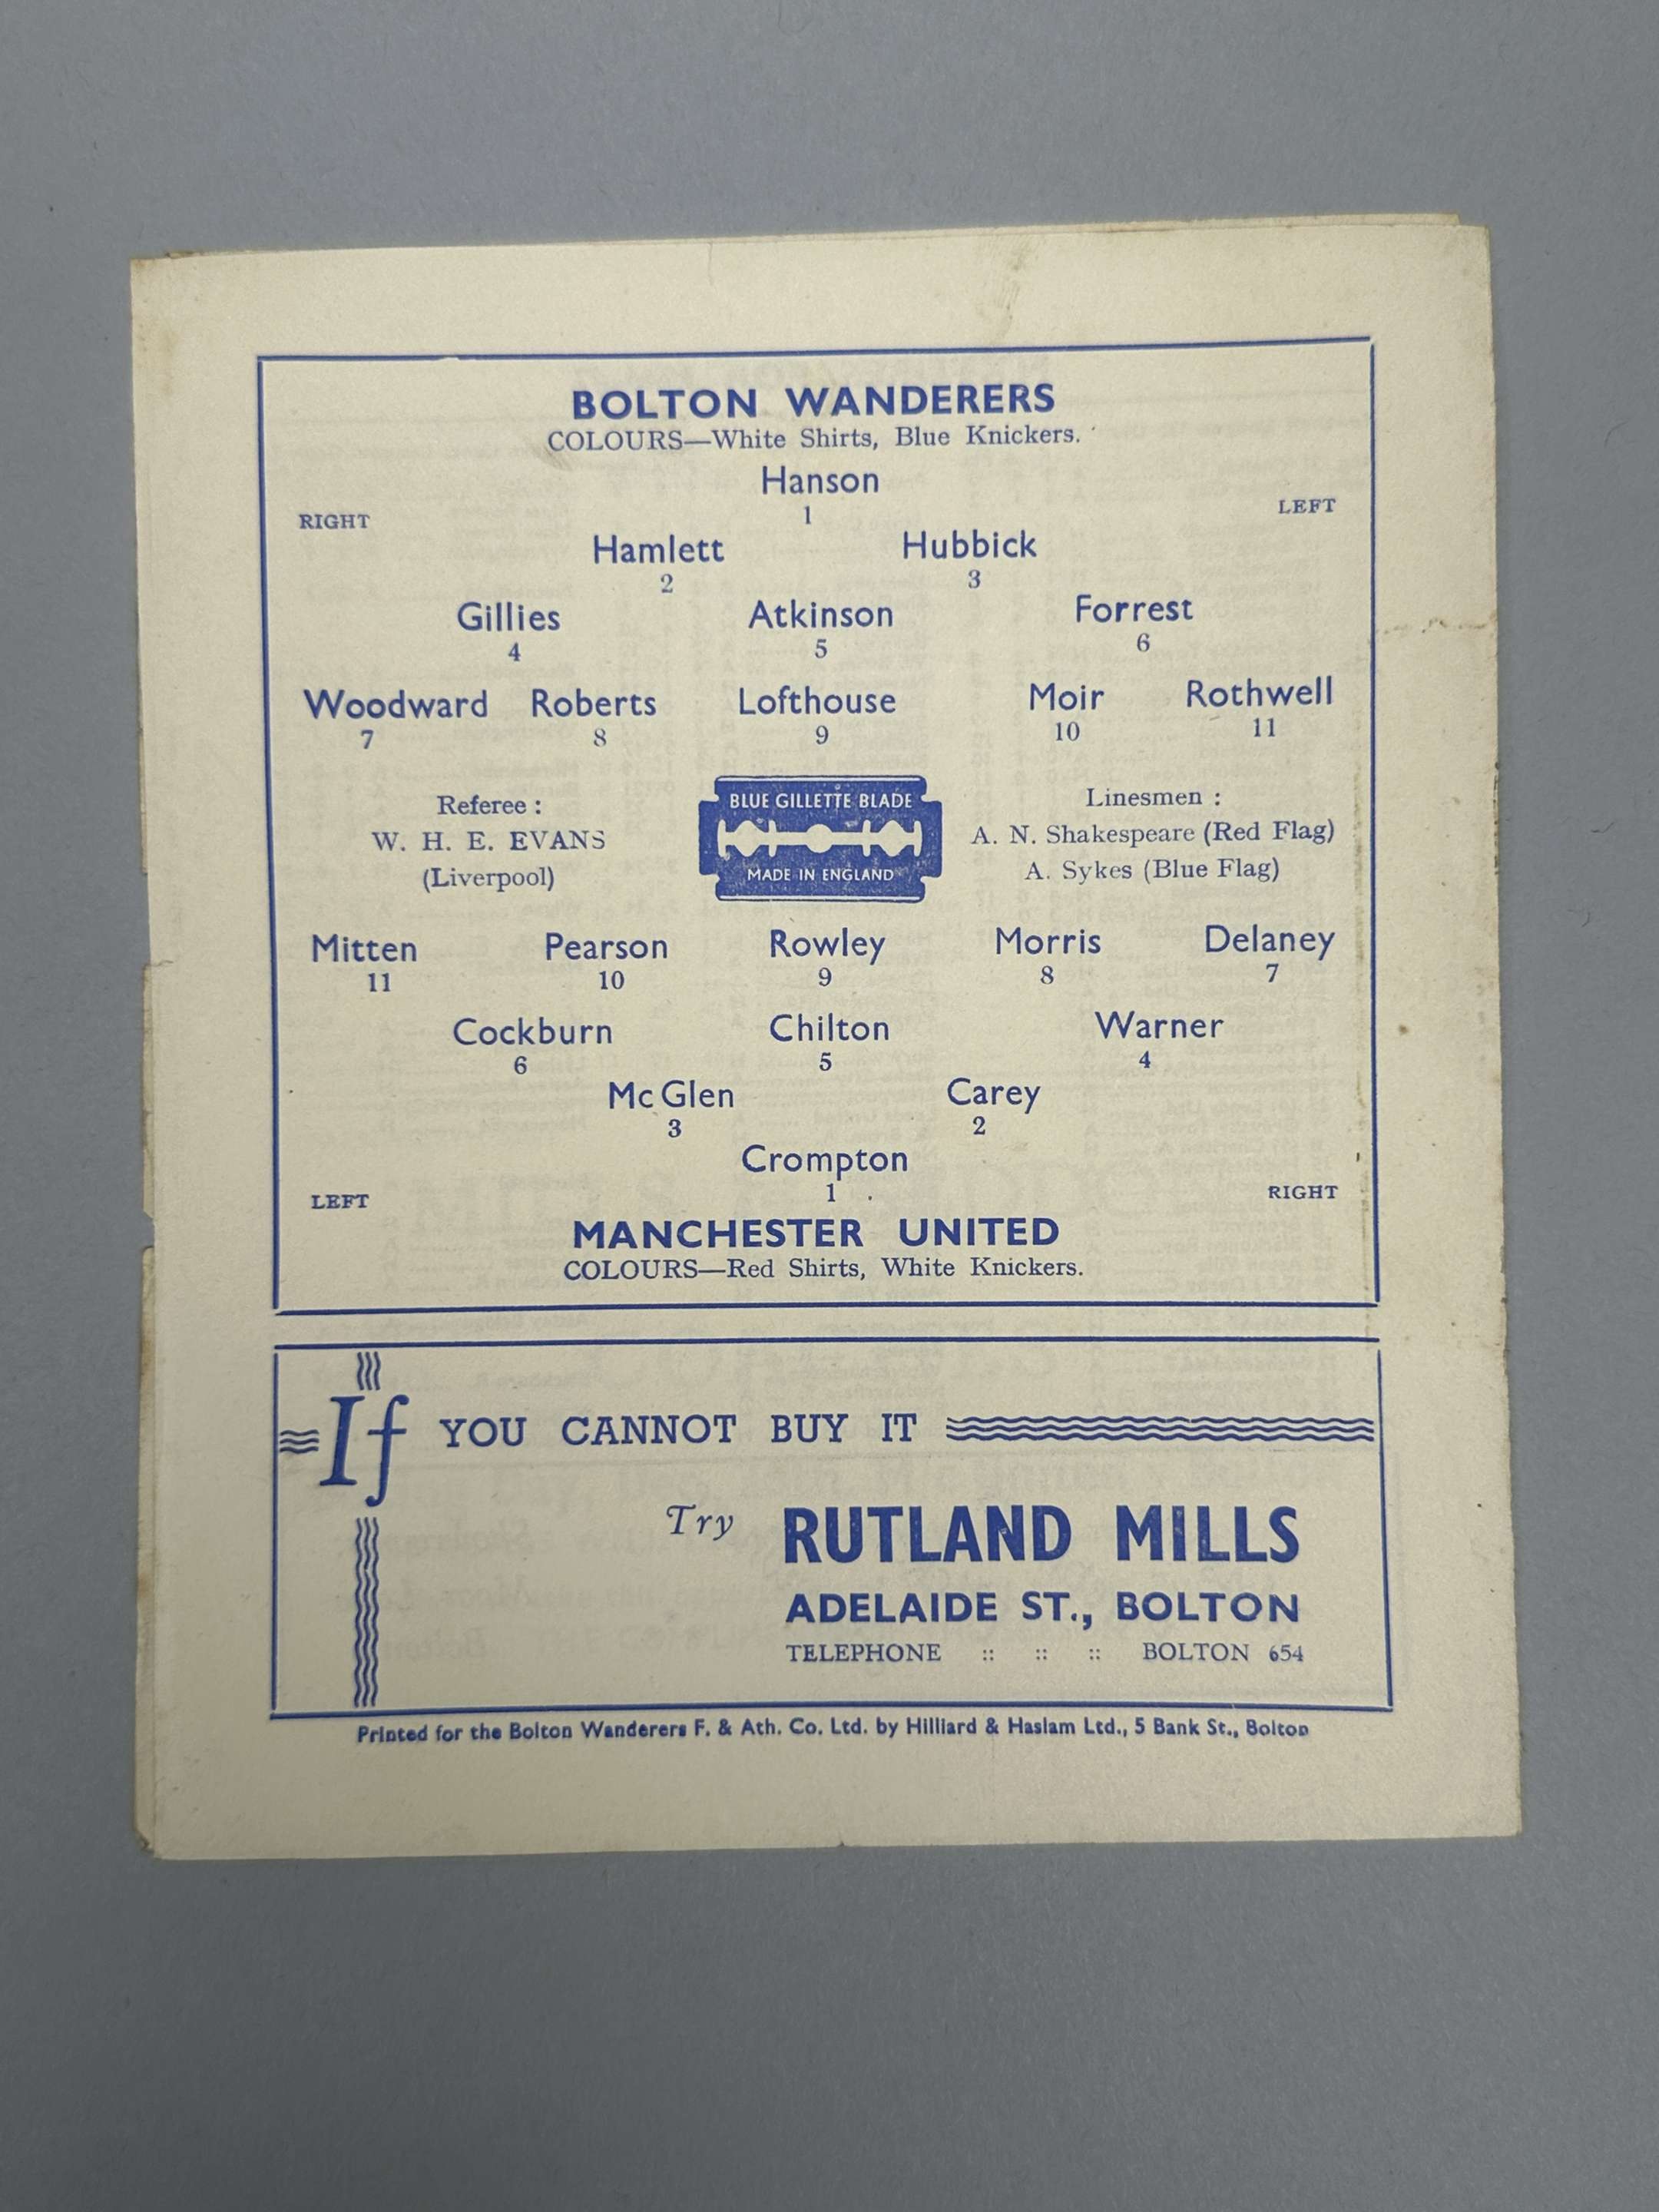 BOLTON WANDERERS
COLOURS—White Shirts, Blue Knickers.
Hanson
1
RIGHT
LEFT
Hamlett Hubbick
2 3
Gillies Atkinson Forrest
4 5 6
Woodward Roberts Lofthouse Moir Rothwell
7 8 9 10 11
Referee :
W. H. E. EVANS
(Liverpool)
BLUE GILLETTE BLADE
MADE IN ENGLAND
Linesmen :
A. N. Shakespeare (Red Flag)
A. Sykes (Blue Flag)
Mitten Pearson Rowley Morris Delaney
11 10 9 8 7
Cockburn Chilton Warner
6 5 4
McGlen Carey
3 2
Crompton
1
LEFT
RIGHT
MANCHESTER UNITED
COLOURS—Red Shirts, White Knickers.
If YOU CANNOT BUY IT
Try RUTLAND MILLS
ADELAIDE ST., BOLTON
TELEPHONE :: :: :: BOLTON 654
Printed for the Bolton Wanderers F. & Ath. Co. Ltd. by Hilliard & Haslam Ltd., 5 Bank St., Bolton